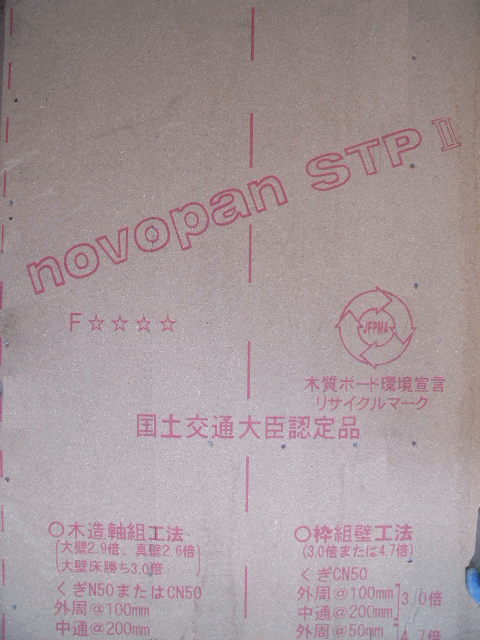 novopan STP II
F☆☆☆☆
JFPMA
木質ボード環境宣言
リサイクルマーク
国土交通大臣認定品
○木造軸組工法
(大壁2.9倍、真壁2.6倍)
(大壁床勝ち3.0倍)
くぎN50またはCN50
外周@100mm
中通@200mm
○枠組壁工法
(3.0倍または4.7倍)
くぎCN50
外周@100mm
中通@200mm
3.0倍
外周@50mm
.7倍